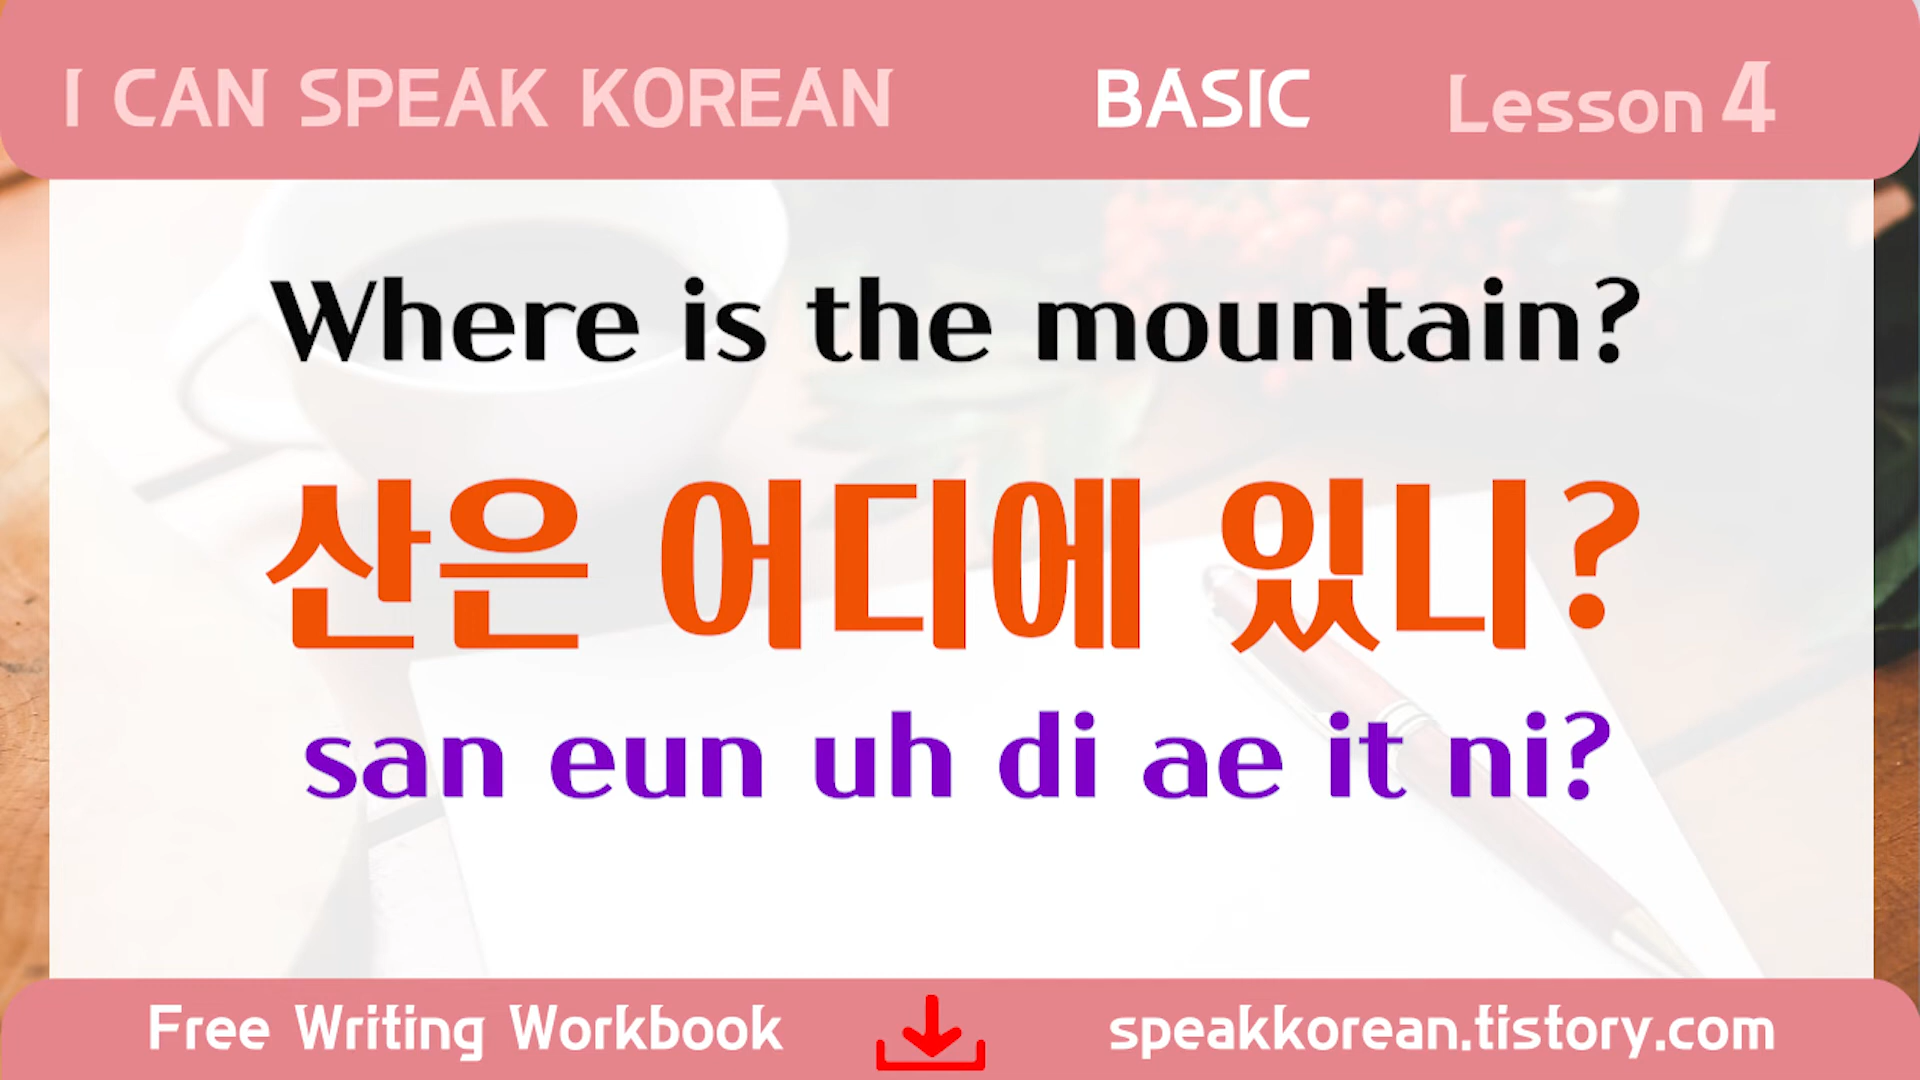 I CAN SPEAK KOREAN BASIC Lesson 4
Where is the mountain?
산은 어디에 있니?
san eun uh di ae it ni?
Free Writing Workbook speakkorean.tistory.com